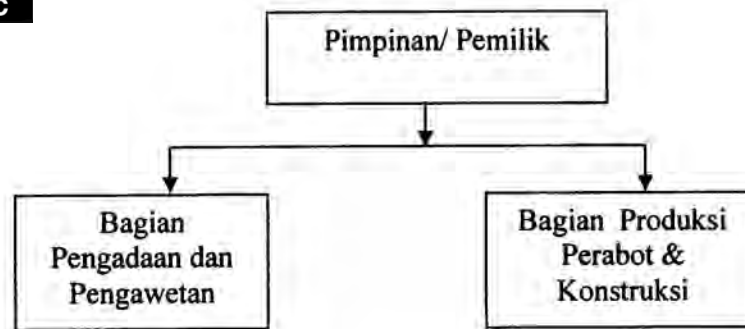 c
Pimpinan/ Pemilik
Bagian
Pengadaan dan
Pengawetan
Bagian Produksi
Perabot &
Konstruksi